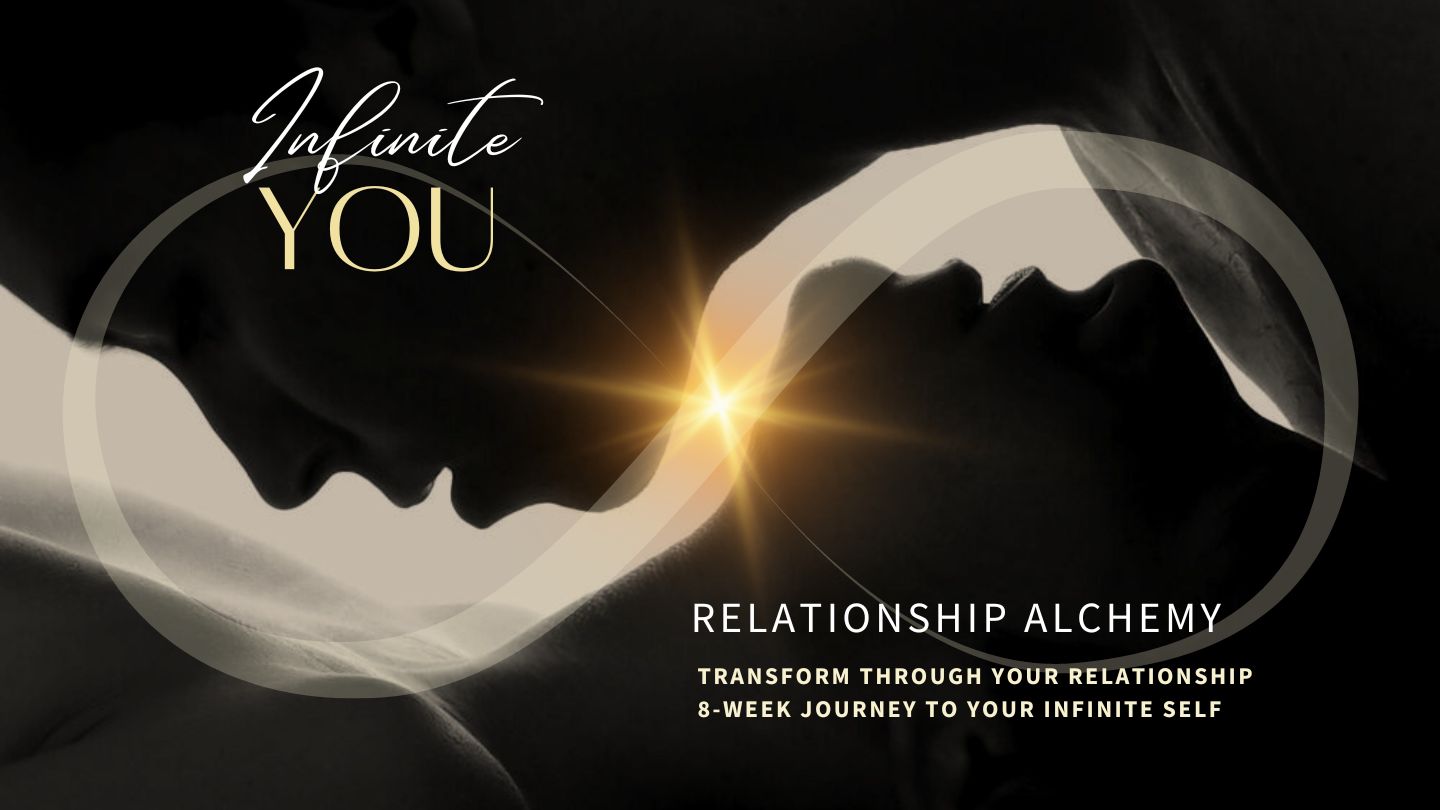 Infinite
YOU
RELATIONSHIP ALCHEMY
TRANSFORM THROUGH YOUR RELATIONSHIP
8-WEEK JOURNEY TO YOUR INFINITE SELF